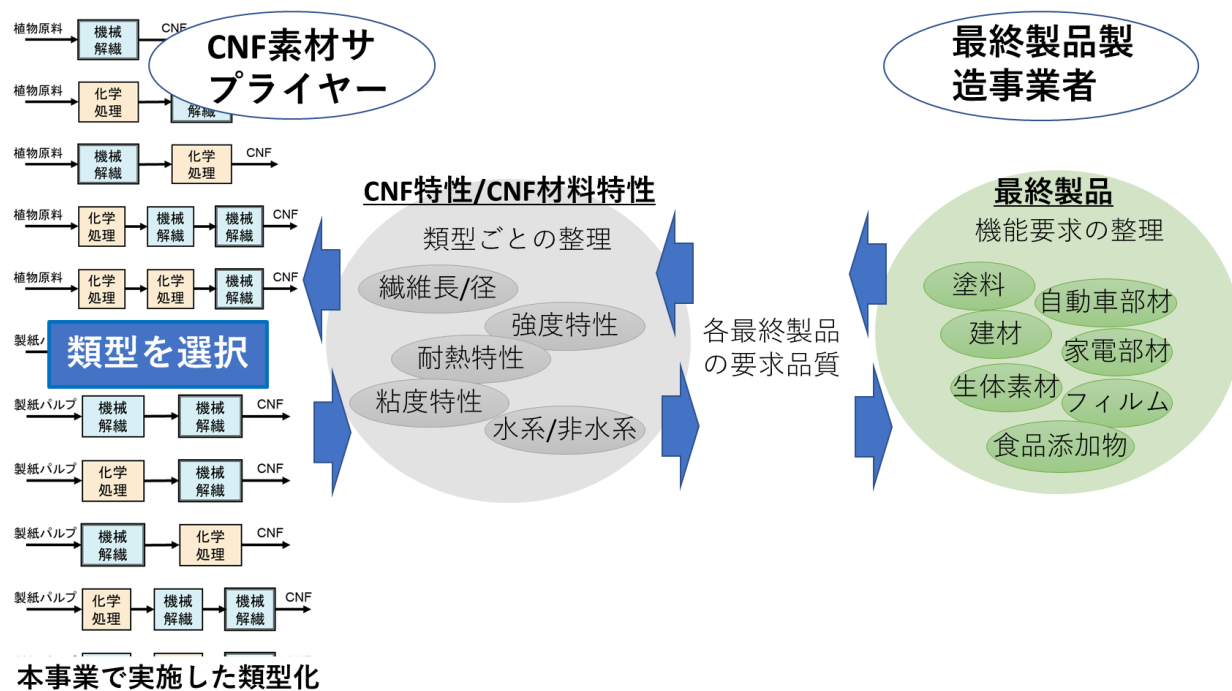 植物原料
機械
解繊
CNF
CNF素材サ
プライヤー
最終製品製
造事業者
植物原料
化学
処理
解繊
植物原料
機械
解繊
化学
処理
CNF
植物原料
化学
処理
機械
解繊
機械
解繊
CNF
植物原料
化学
処理
化学
処理
機械
解繊
CNF
製紙パ
類型を選択
製紙パルプ
機械
解繊
機械
解繊
CNF
製紙パルプ
化学
処理
機械
解繊
CNF
製紙パルプ
機械
解繊
化学
処理
CNF
製紙パルプ
化学
処理
機械
解繊
機械
解繊
CNF
本事業で実施した類型化
CNF特性/CNF材料特性
類型ごとの整理
繊維長/径
強度特性
耐熱特性
粘度特性
水系/非水系
各最終製品
の要求品質
最終製品
機能要求の整理
塗料
自動車部材
建材
家電部材
生体素材
フィルム
食品添加物